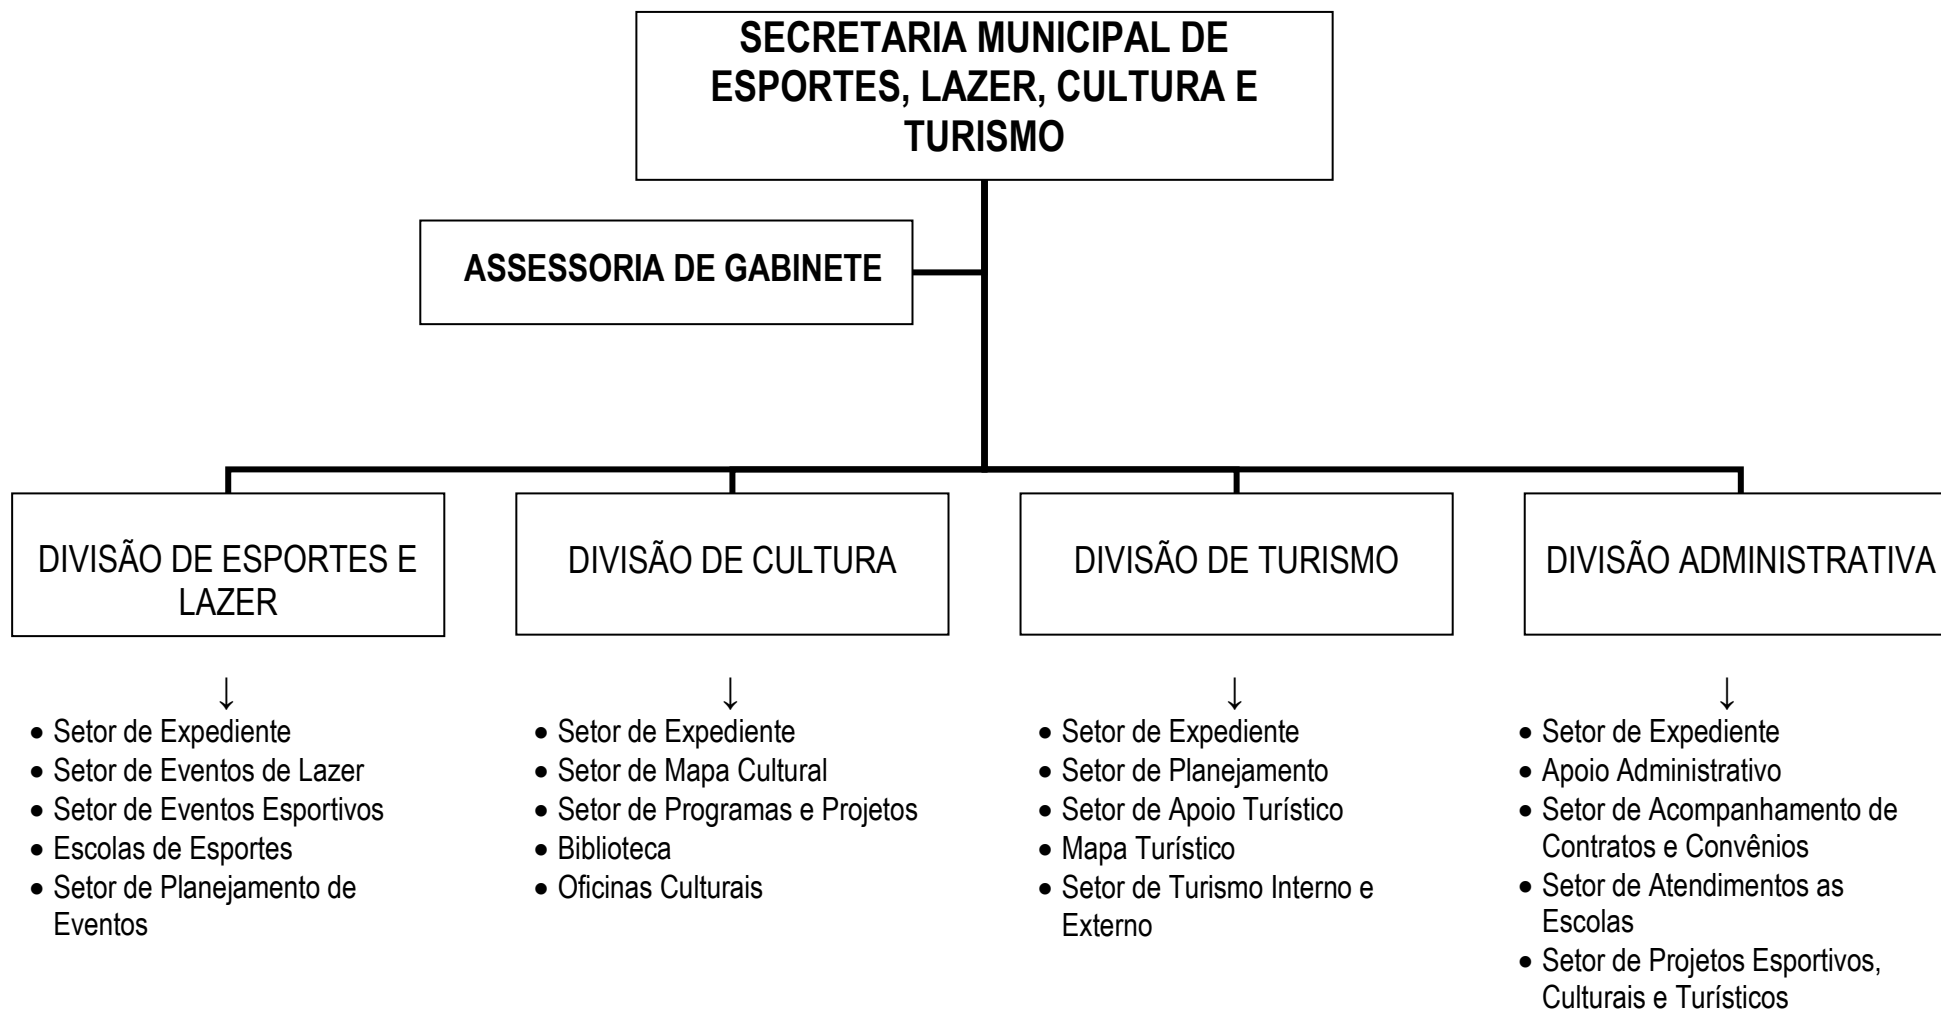 SECRETARIA MUNICIPAL DE
ESPORTES, LAZER, CULTURA E
TURISMO
ASSESSORIA DE GABINETE
DIVISÃO DE ESPORTES E
LAZER
↓
• Setor de Expediente
• Setor de Eventos de Lazer
• Setor de Eventos Esportivos
• Escolas de Esportes
• Setor de Planejamento de
Eventos
DIVISÃO DE CULTURA
↓
• Setor de Expediente
• Setor de Mapa Cultural
• Setor de Programas e Projetos
• Biblioteca
• Oficinas Culturais
DIVISÃO DE TURISMO
↓
• Setor de Expediente
• Setor de Planejamento
• Setor de Apoio Turístico
• Mapa Turístico
• Setor de Turismo Interno e
Externo
DIVISÃO ADMINISTRATIVA
↓
• Setor de Expediente
• Apoio Administrativo
• Setor de Acompanhamento de
Contratos e Convênios
• Setor de Atendimentos as
Escolas
• Setor de Projetos Esportivos,
Culturais e Turísticos